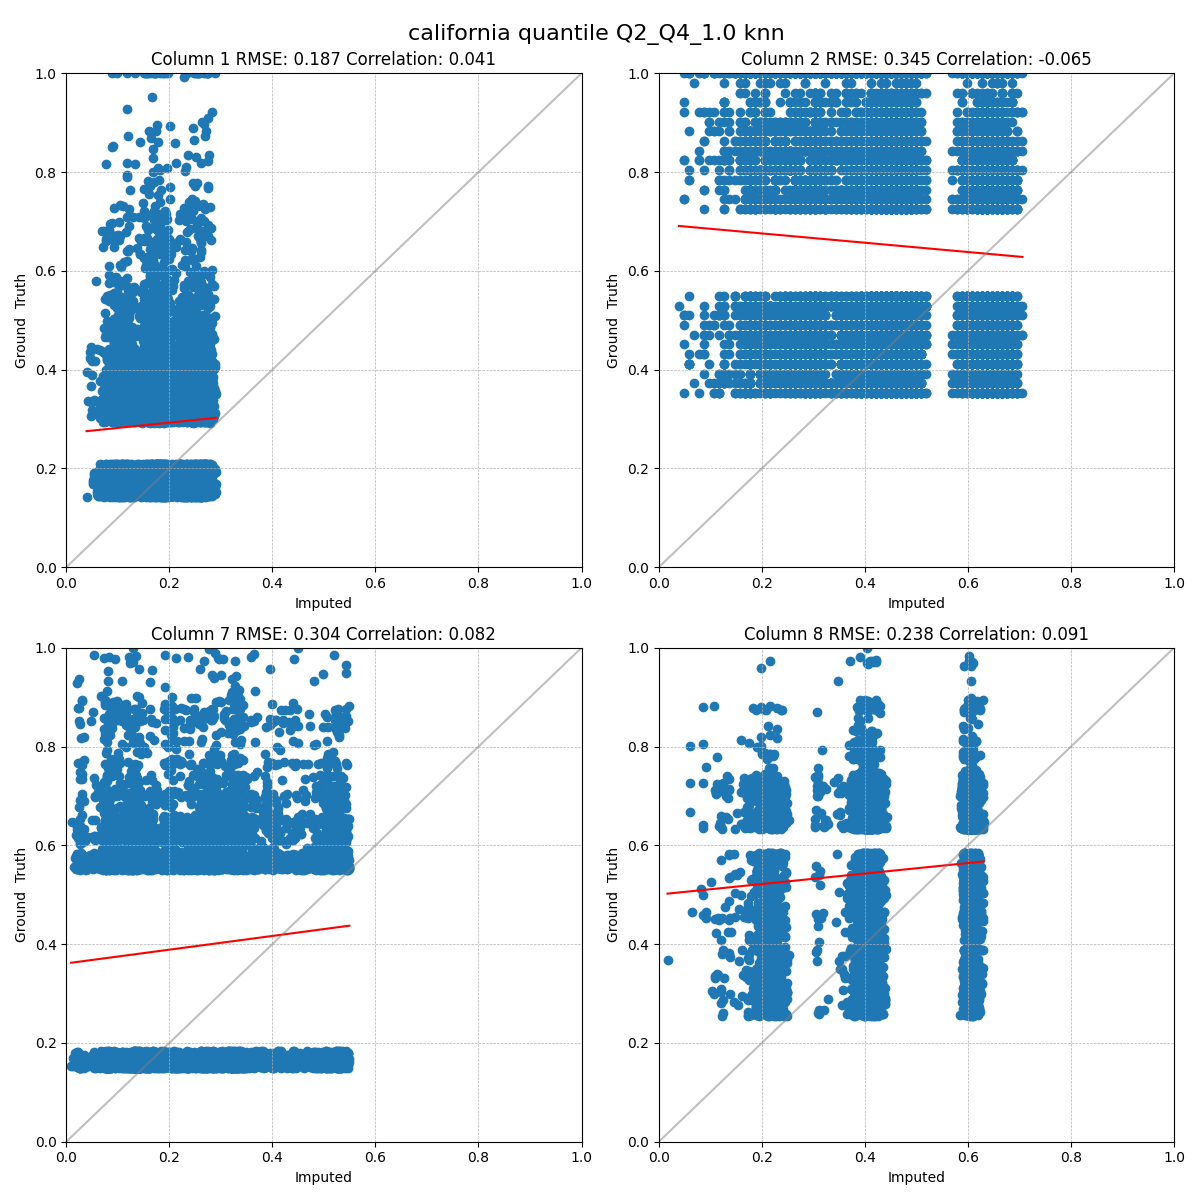 california quantile Q2_Q4_1.0 knn
Column 1 RMSE: 0.187 Correlation: 0.041
Column 2 RMSE: 0.345 Correlation: -0.065
1.0
0.8
0.6
0.4
0.2
0.0
Ground Truth
0.0 0.2 0.4 0.6 0.8 1.0
Imputed
1.0
0.8
0.6
0.4
0.2
0.0
Ground Truth
0.0 0.2 0.4 0.6 0.8 1.0
Imputed
Column 7 RMSE: 0.304 Correlation: 0.082
Column 8 RMSE: 0.238 Correlation: 0.091
1.0
0.8
0.6
0.4
0.2
0.0
Ground Truth
0.0 0.2 0.4 0.6 0.8 1.0
Imputed
1.0
0.8
0.6
0.4
0.2
0.0
Ground Truth
0.0 0.2 0.4 0.6 0.8 1.0
Imputed